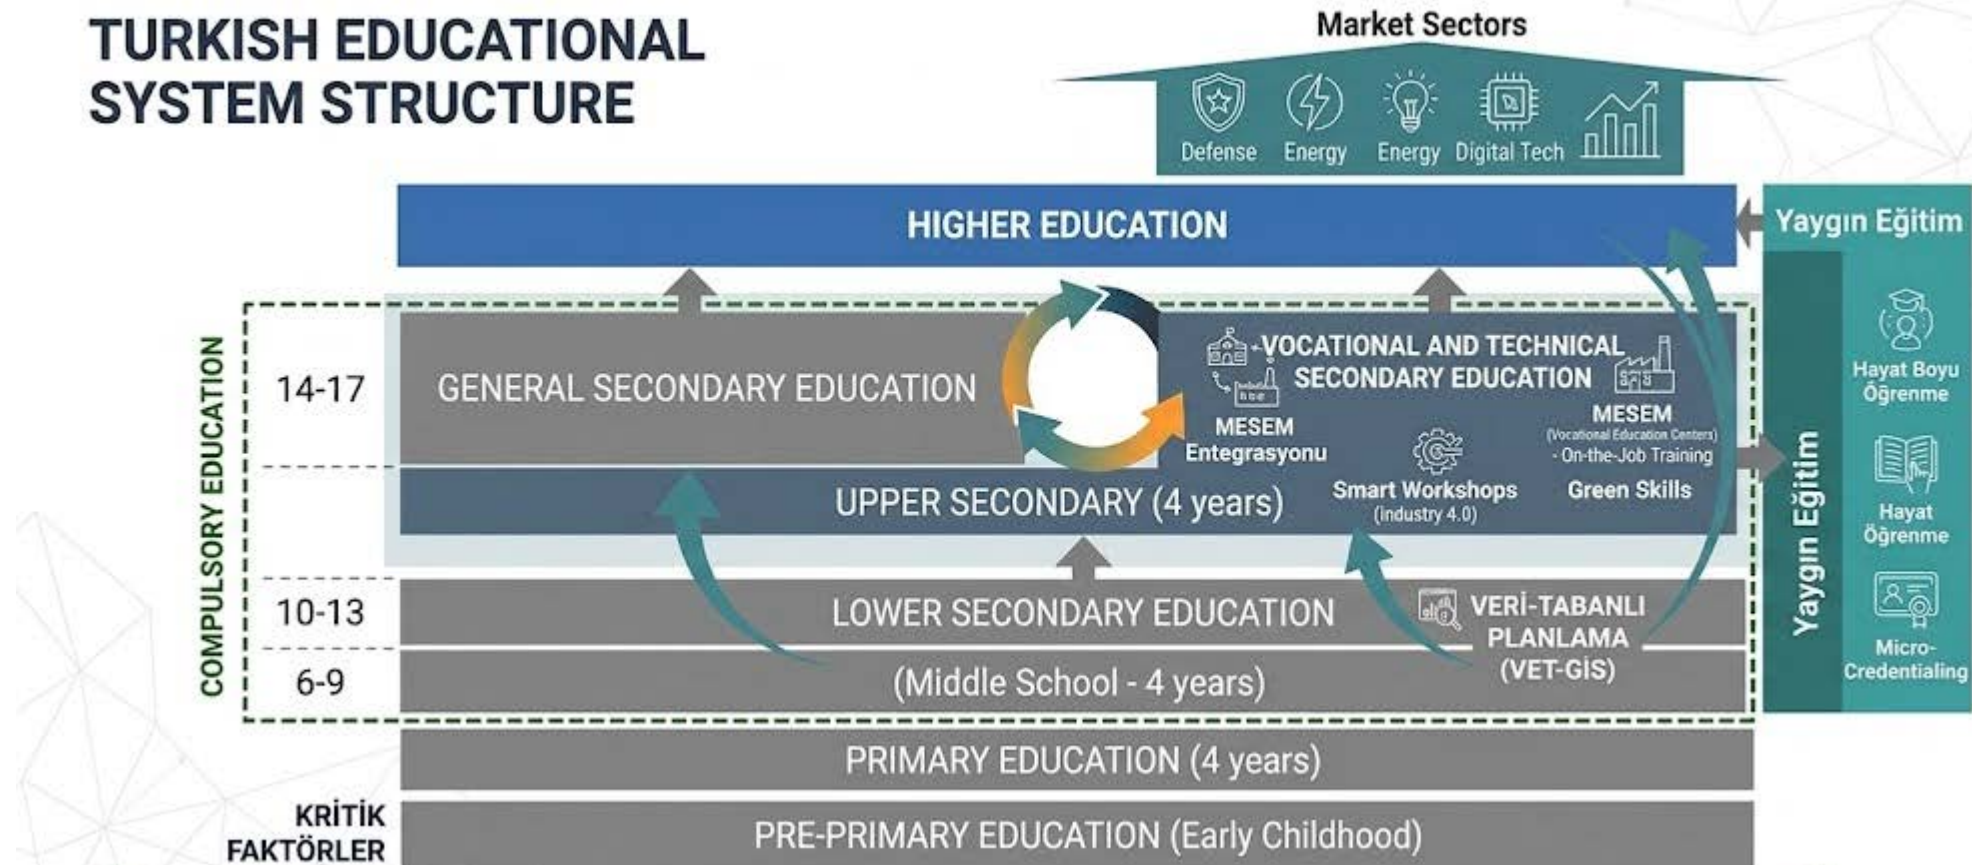 TURKISH EDUCATIONAL
SYSTEM STRUCTURE
Market Sectors
Defense
Energy
Energy
Digital Tech
HIGHER EDUCATION
Yaygın Eğitim
COMPULSORY EDUCATION
14-17
GENERAL SECONDARY EDUCATION
VOCATIONAL AND TECHNICAL
SECONDARY EDUCATION
MESEM
Entegrasyonu
MESEM
(Vocational Education Centers)
- On-the-Job Training
Smart Workshops
(industry 4.0)
Green Skills
UPPER SECONDARY (4 years)
10-13
LOWER SECONDARY EDUCATION
VERİ-TABANLI
PLANLAMA
(VET-GİS)
6-9
(Middle School - 4 years)
Yaygın Eğitim
Hayat Boyu
Öğrenme
Hayat
Öğrenme
Micro-
Credentialing
PRIMARY EDUCATION (4 years)
KRİTİK
FAKTÖRLER
PRE-PRIMARY EDUCATION (Early Childhood)